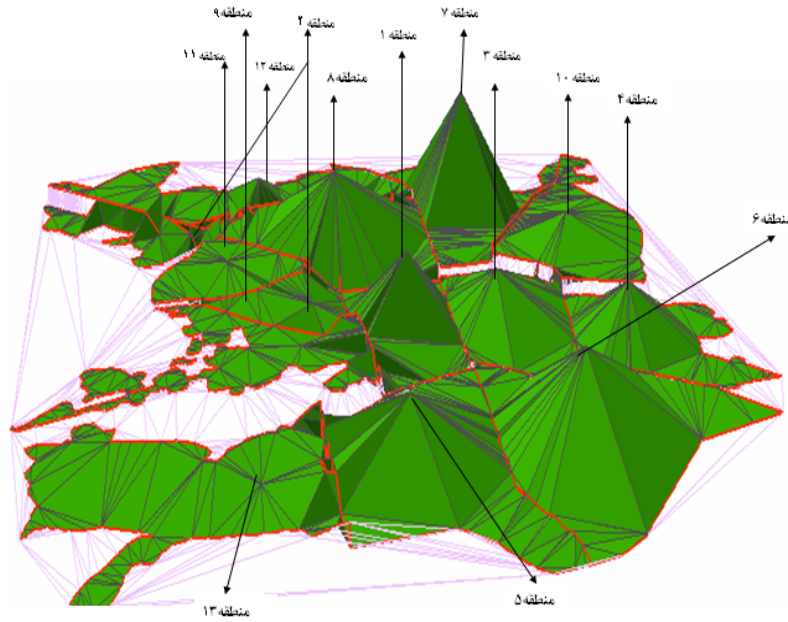 منطقه ۷
منطقه ۲
منطقه ۹
منطقه ۱
منطقه ۳
منطقه ۱۱
منطقه ۱۲
منطقه ۸
منطقه ۱۰
منطقه ۴
منطقه ۶
منطقه ۵
منطقه ۱۳